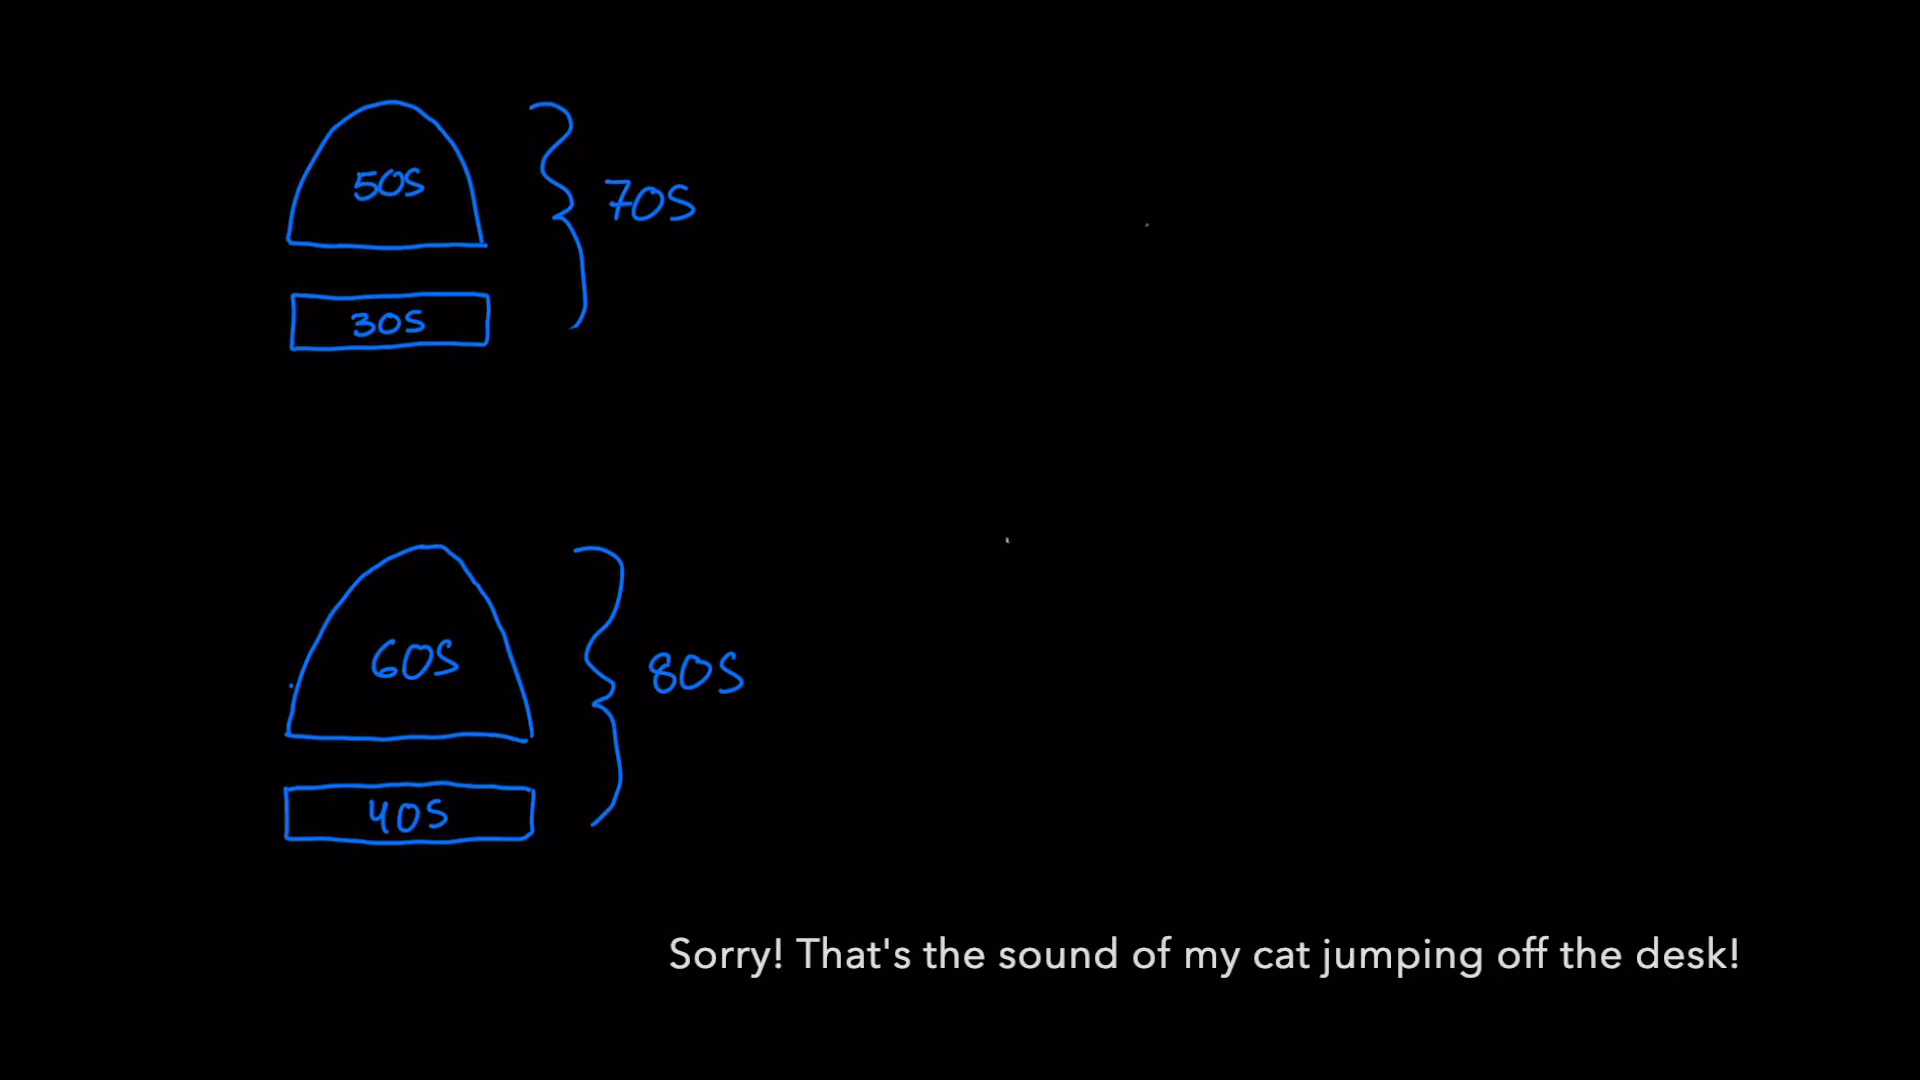 50S
70S
30S
60S
80S
40S
Sorry! That's the sound of my cat jumping off the desk!